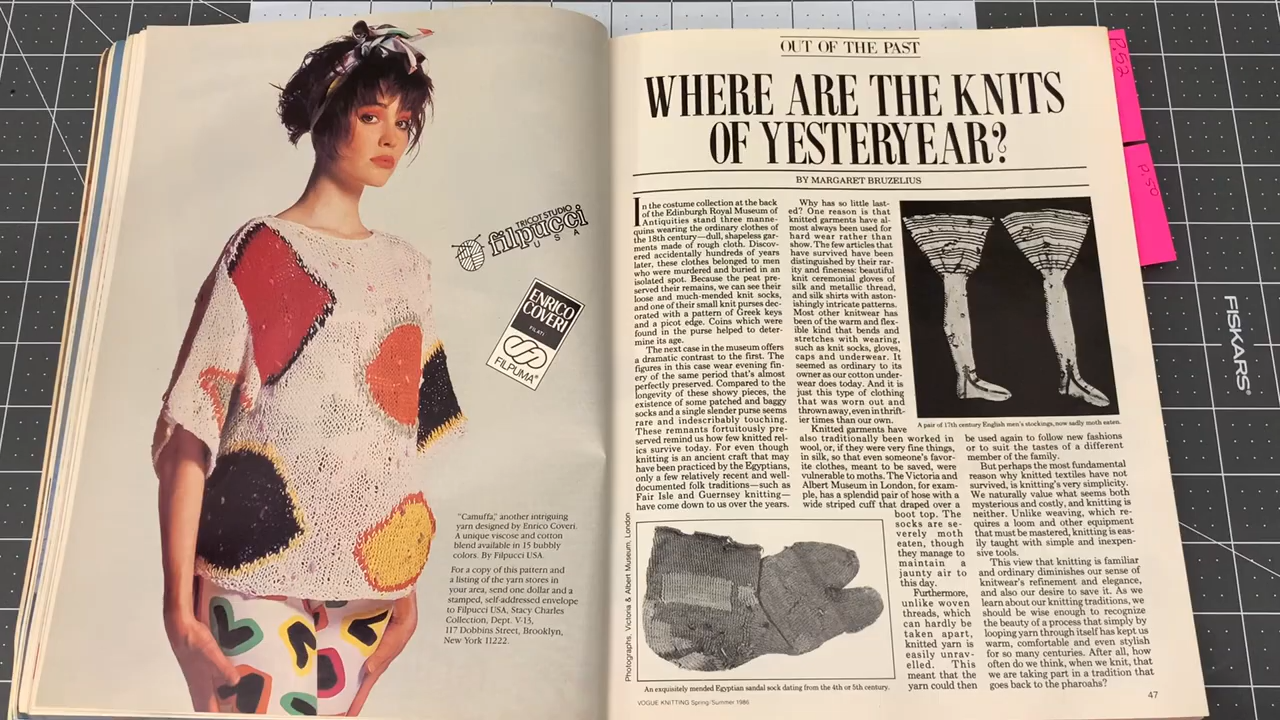 TRICOT STUDIO
filpucci
USA
ENRICO
COVERI
FILATI
FILPUMA®
"Camuffa," another intriguing
yarn designed by Enrico Coveri.
A unique viscose and cotton
blend available in 15 bubbly
colors. By Filpucci USA.
For a copy of this pattern and
a listing of the yarn stores in
your area, send one dollar and a
stamped, self-addressed envelope
to Filpucci USA, Stacy Charles
Collection, Dept. V-13,
117 Dobbins Street, Brooklyn,
New York 11222.
OUT OF THE PAST
WHERE ARE THE KNITS
OF YESTERYEAR?
BY MARGARET BRUZELIUS
In the costume collection at the back
of the Edinburgh Royal Museum of
Antiquities stand three manne-
quins wearing the ordinary clothes of
the 18th century—dull, shapeless gar-
ments made of rough cloth. Discov-
ered accidentally hundreds of years
later, these clothes belonged to men
who were murdered and buried in an
isolated spot. Because the peat pre-
served their remains, we can see their
loose and much-mended knit socks,
and one of their small knit purses dec-
orated with a pattern of Greek keys
and a picot edge. Coins which were
found in the purse helped to deter-
mine its age.
The next case in the museum offers
a dramatic contrast to the first. The
figures in this case wear evening fin-
ery of the same period that's almost
perfectly preserved. Compared to the
longevity of these showy pieces, the
existence of some patched and baggy
socks and a single slender purse seems
rare and indescribably touching.
These remnants fortuitously pre-
served remind us how few knitted rel-
ics survive today. For even though
knitting is an ancient craft that may
have been practiced by the Egyptians,
only a few relatively recent and well-
documented folk traditions—such as
Fair Isle and Guernsey knitting—
have come down to us over the years.
Why has so little last-
ed? One reason is that
knitted garments have al-
most always been used for
hard wear rather than
show. The few articles that
have survived have been
distinguished by their rar-
ity and fineness: beautiful
knit ceremonial gloves of
silk and metallic thread,
and silk shirts with aston-
ishingly intricate patterns.
Most other knitwear has
been of the warm and flex-
ible kind that bends and
stretches with wearing,
such as knit socks, gloves,
caps and underwear. It
seemed as ordinary to its
owner as our cotton under-
wear does today. And it is
just this type of clothing
that was worn out and
thrown away, even in thrift-
ier times than our own.
Knitted garments have
also traditionally been worked in
wool, or, if they were very fine things,
in silk, so that even someone's favor-
ite clothes, meant to be saved, were
vulnerable to moths. The Victoria and
Albert Museum in London, for exam-
ple, has a splendid pair of hose with a
wide striped cuff that draped over a
boot top. The
socks are se-
verely moth
eaten, though
they manage to
maintain a
jaunty air to
this day.
Furthermore,
unlike woven
threads, which
can hardly be
taken apart,
knitted yarn is
easily unrav-
elled. This
meant that the
yarn could then
A pair of 17th century English men's stockings, now sadly moth eaten.
be used again to follow new fashions
or to suit the tastes of a different
member of the family.
But perhaps the most fundamental
reason why knitted textiles have not
survived, is knitting's very simplicity.
We naturally value what seems both
mysterious and costly, and knitting is
neither. Unlike weaving, which re-
quires a loom and other equipment
that must be mastered, knitting is eas-
ily taught with simple and inexpen-
sive tools.
This view that knitting is familiar
and ordinary diminishes our sense of
knitwear's refinement and elegance,
and also our desire to save it. As we
learn about our knitting traditions, we
should be wise enough to recognize
the beauty of a process that simply by
looping yarn through itself has kept us
warm, comfortable and even stylish
for so many centuries. After all, how
often do we think, when we knit, that
we are taking part in a tradition that
goes back to the pharoahs?
Photographs, Victoria & Albert Museum, London
An exquisitely mended Egyptian sandal sock dating from the 4th or 5th century.
VOGUE KNITTING Spring/Summer 1986
47
P.52
P.50
FISKARS®